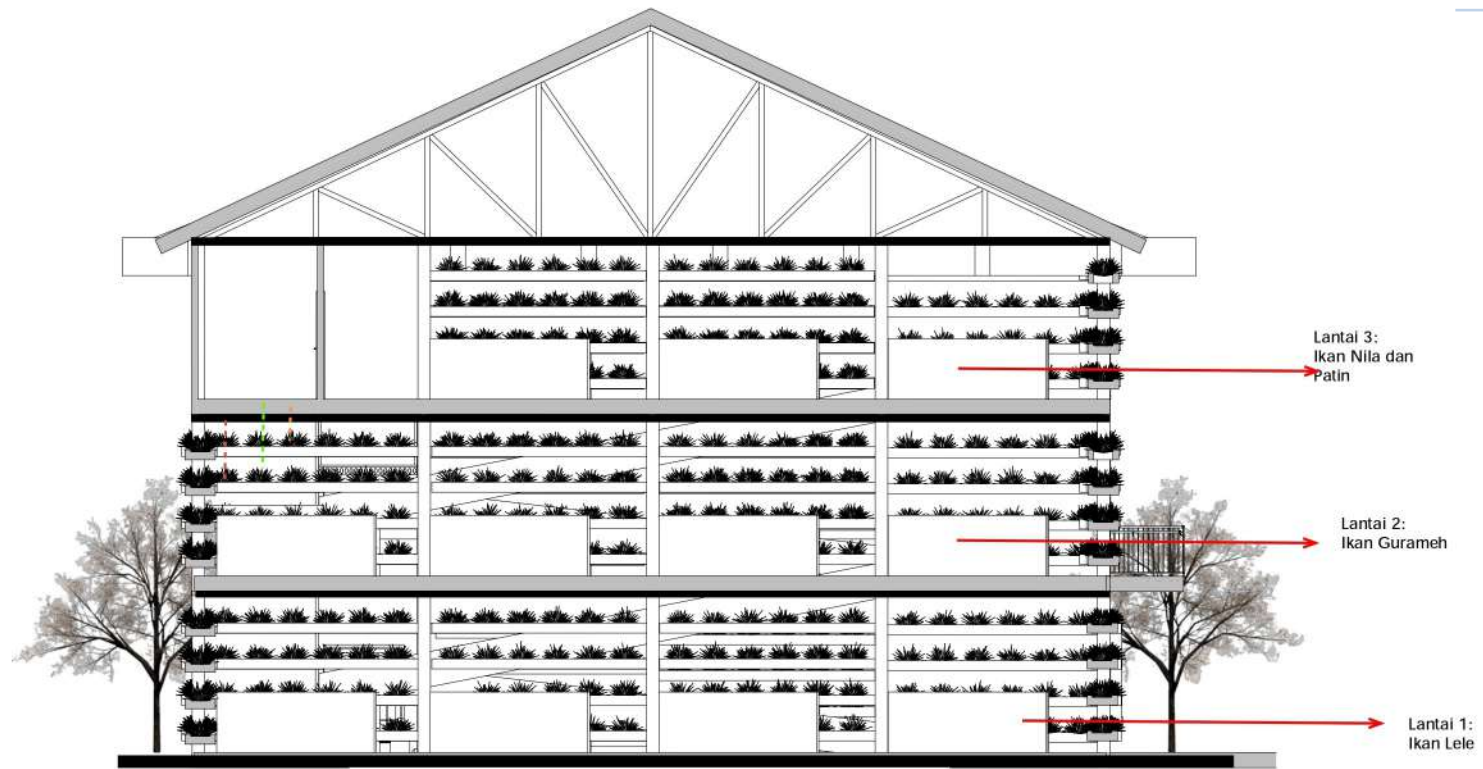 Lantai 3:
Ikan Nila dan
Patin
Lantai 2:
Ikan Gurameh
Lantai 1:
Ikan Lele